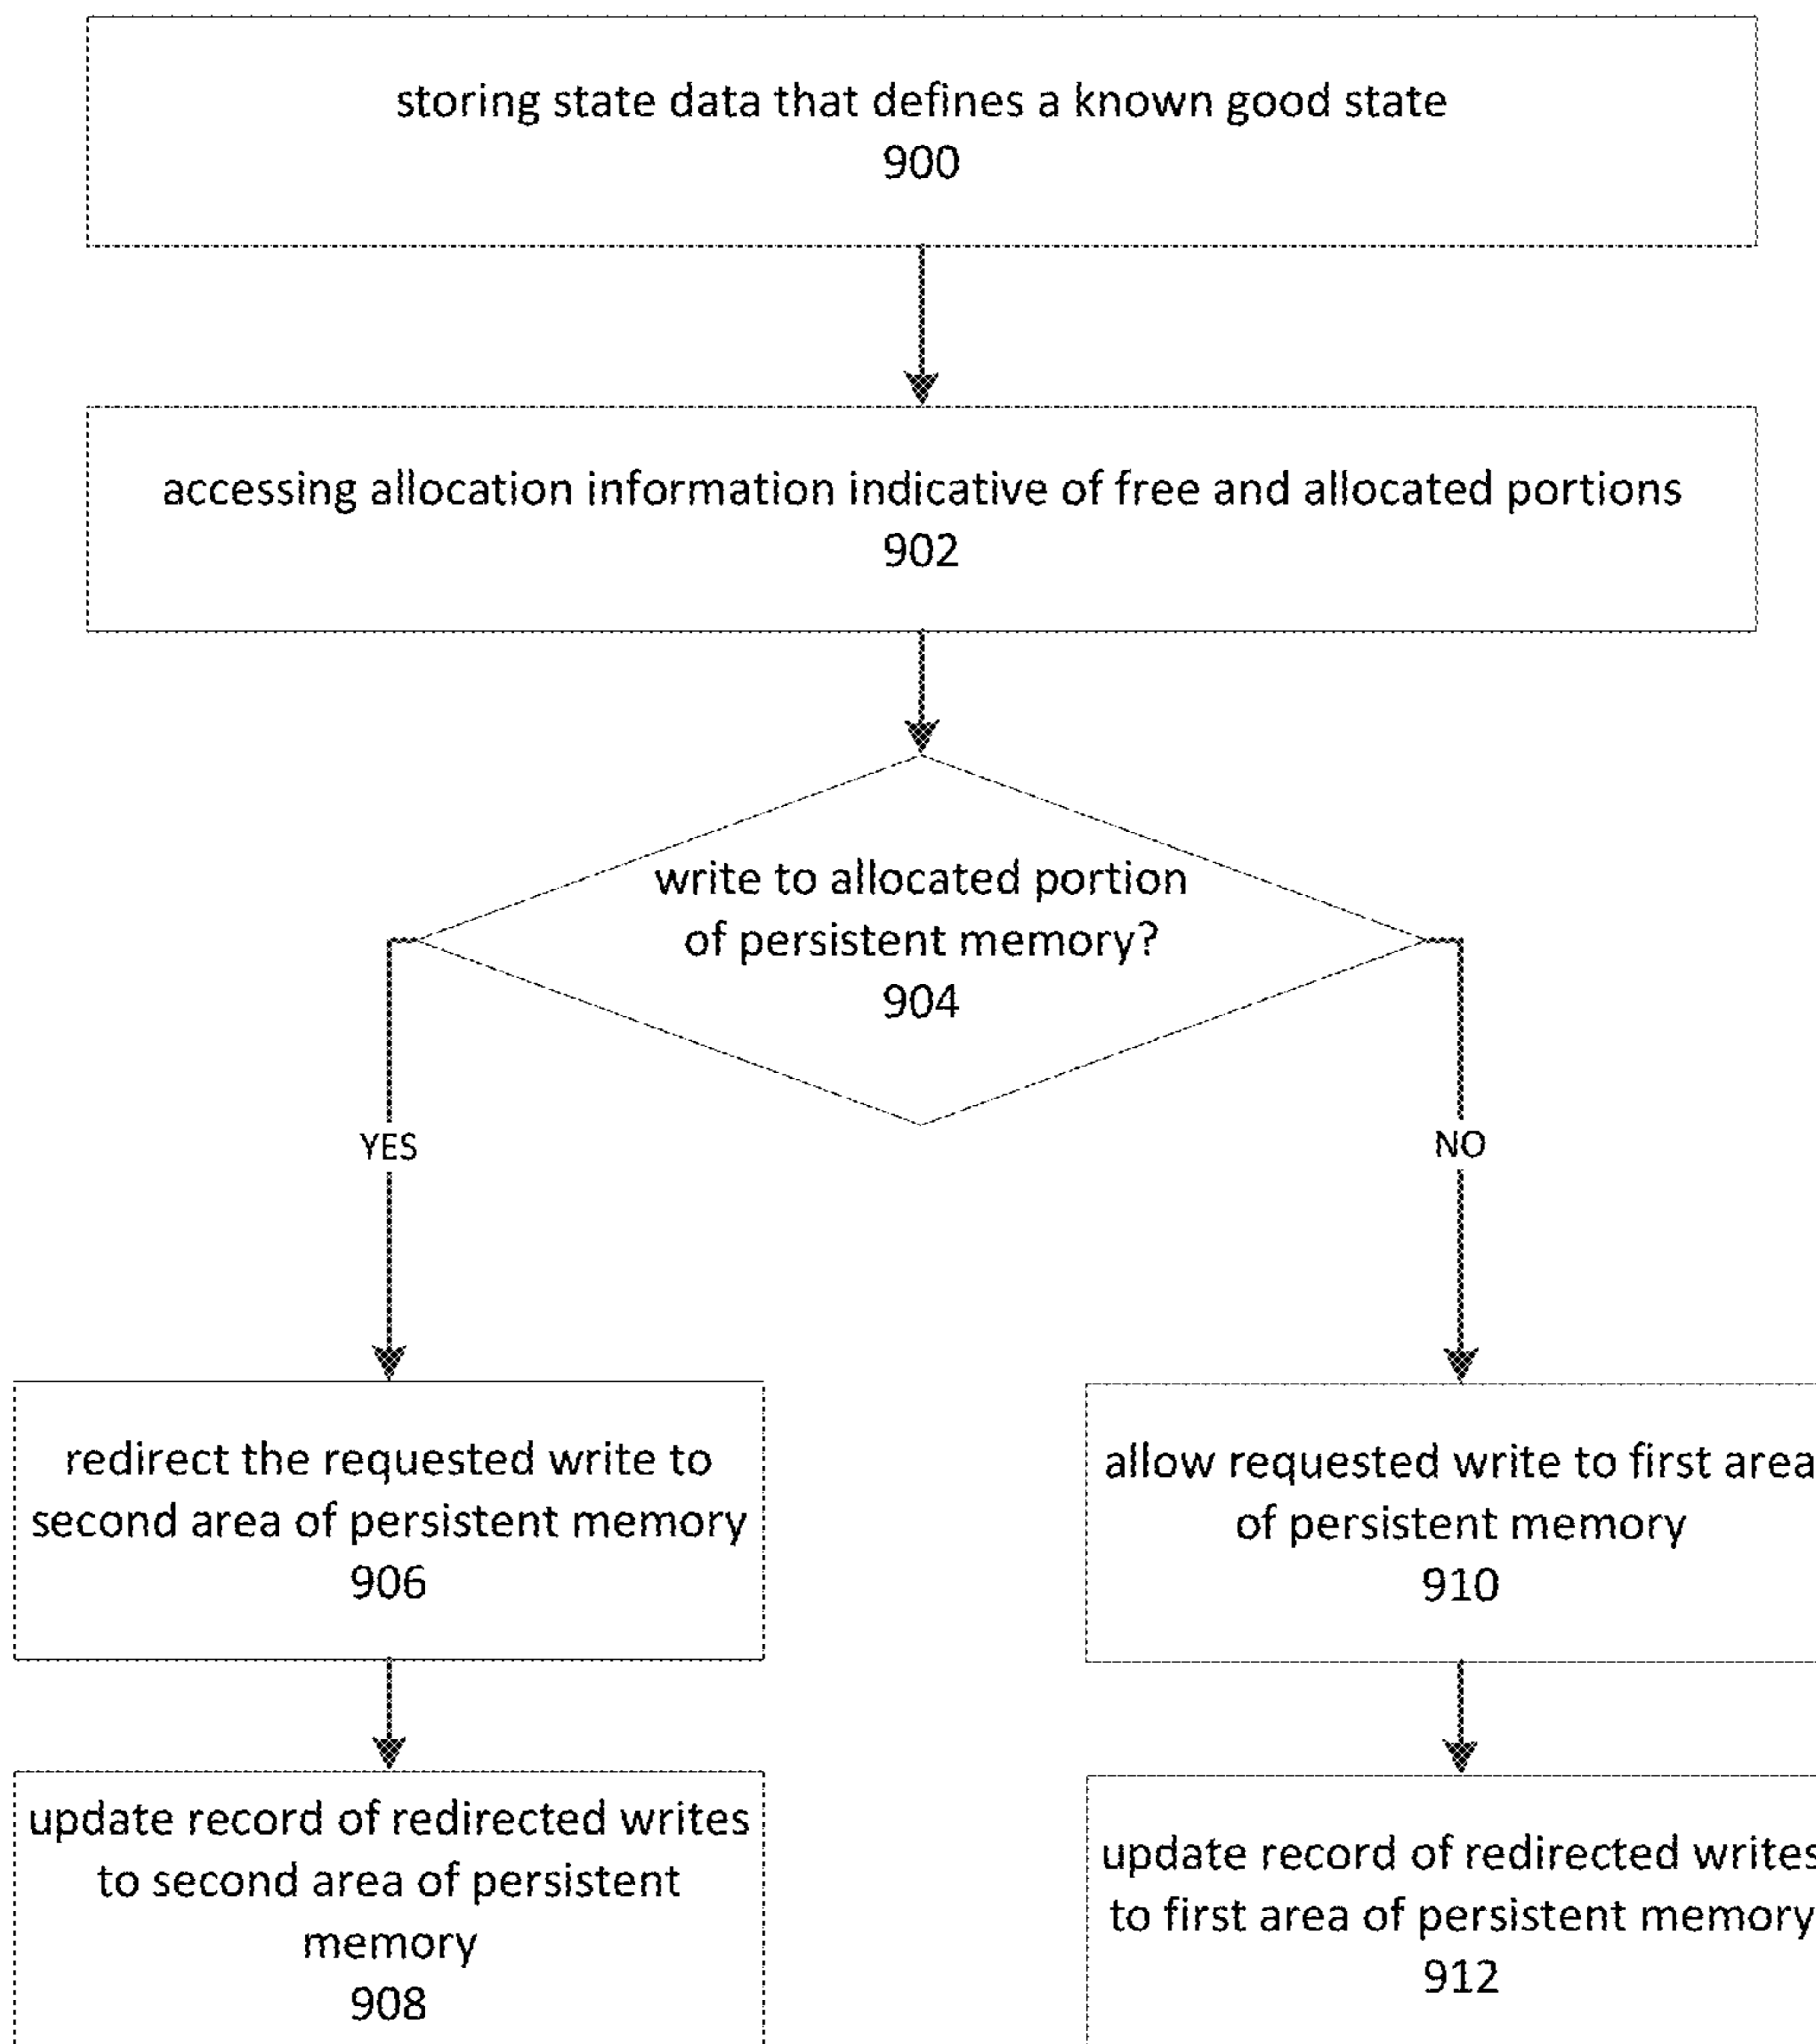 storing state data that defines a known good state
900
accessing allocation information indicative of free and allocated portions
902
write to allocated portion
of persistent memory?
904
YES
NO
redirect the requested write to
second area of persistent memory
906
allow requested write to first area
of persistent memory
910
update record of redirected writes
to second area of persistent
memory
908
update record of redirected writes
to first area of persistent memory
912